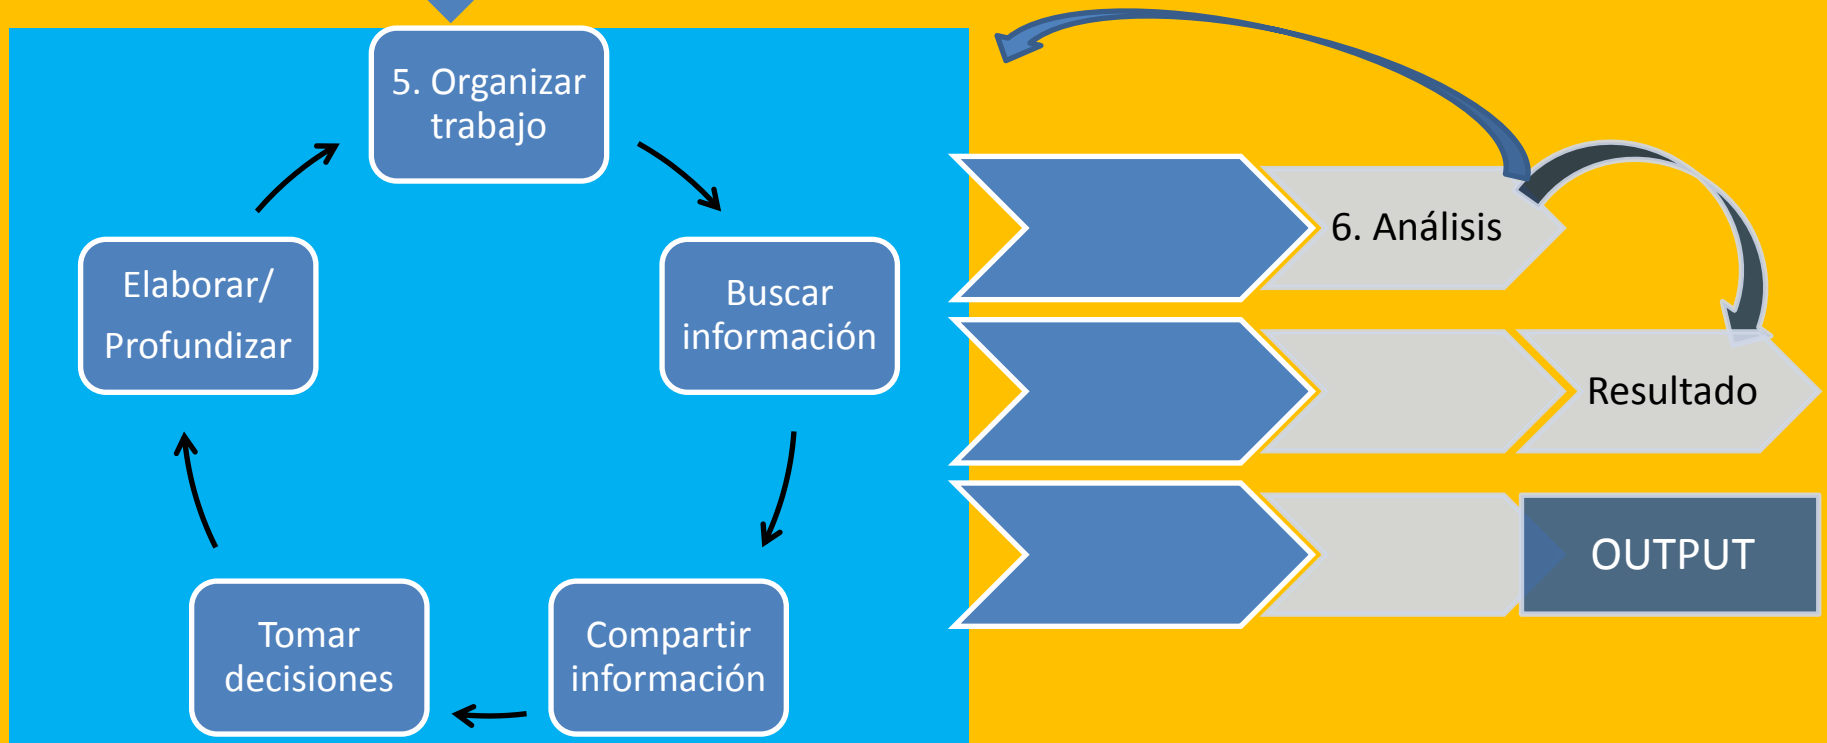 5. Organizar
trabajo
Buscar
información
Compartir
información
Tomar
decisiones
Elaborar/
Profundizar
6. Análisis
Resultado
OUTPUT